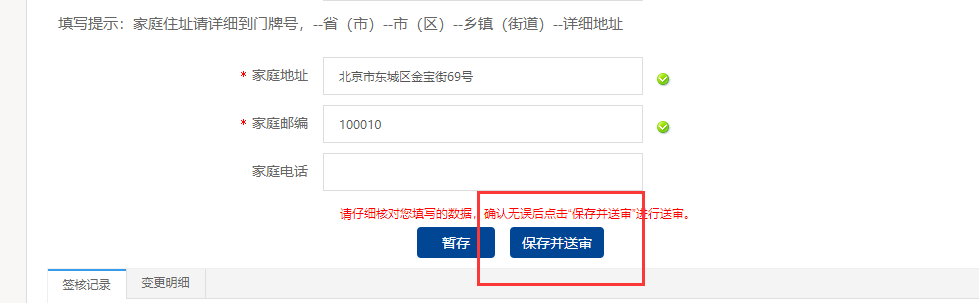 填写提示：家庭住址请详细到门牌号，--省（市）--市（区）--乡镇（街道）--详细地址
* 家庭地址 北京市东城区金宝街69号
* 家庭邮编 100010
家庭电话
请仔细核对您填写的数据，确认无误后点击“保存并送审”进行送审。
暂存 保存并送审
签核记录 变更明细